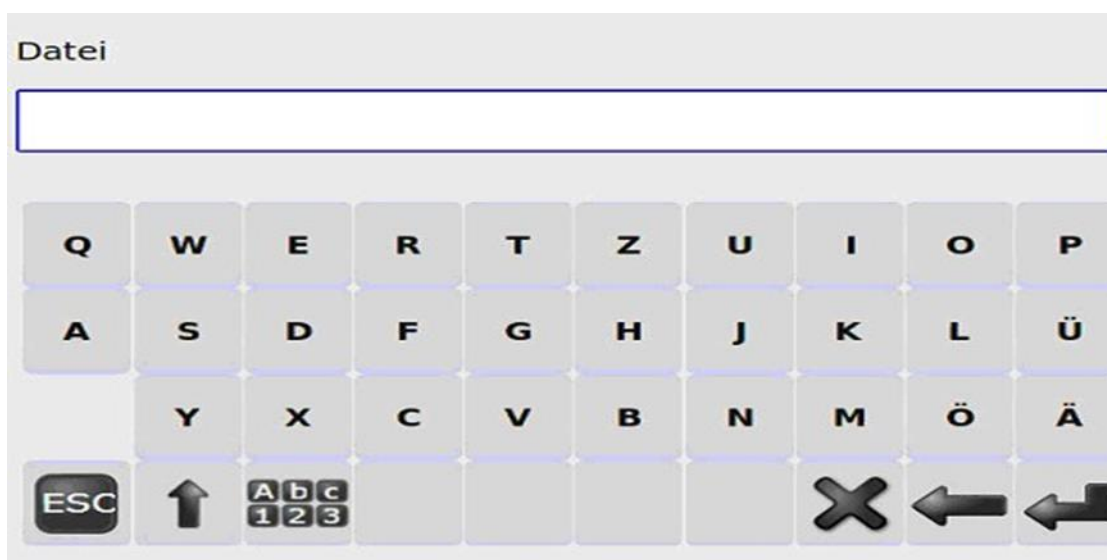 Datei
Q W E R T Z U I O P
A S D F G H J K L Ü
Y X C V B N M Ö Ä
ESC Abc
123